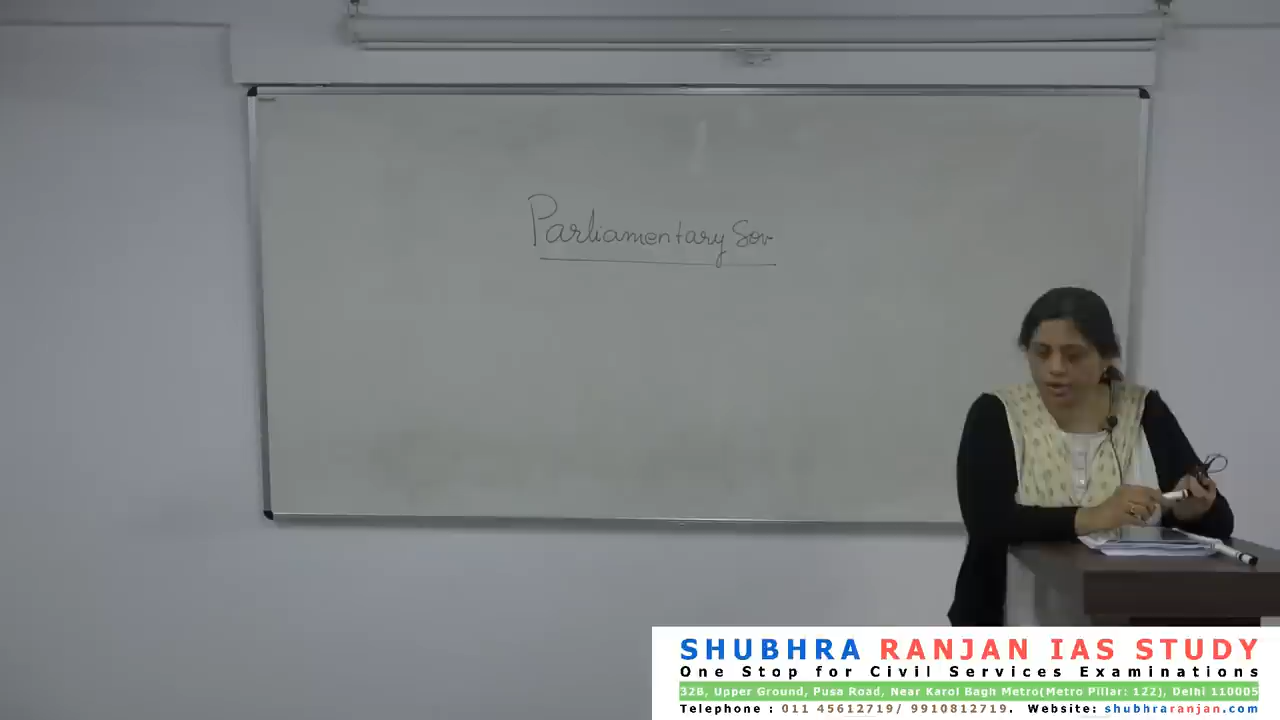 Parliamentary Sov
SHUBHRA RANJAN IAS STUDY
One Stop for Civil Services Examinations
32B, Upper Ground, Pusa Road, Near Karol Bagh Metro(Metro Pillar: 122), Delhi 110005
Telephone : 011 45612719/ 9910812719. Website: shubhraranjan.com